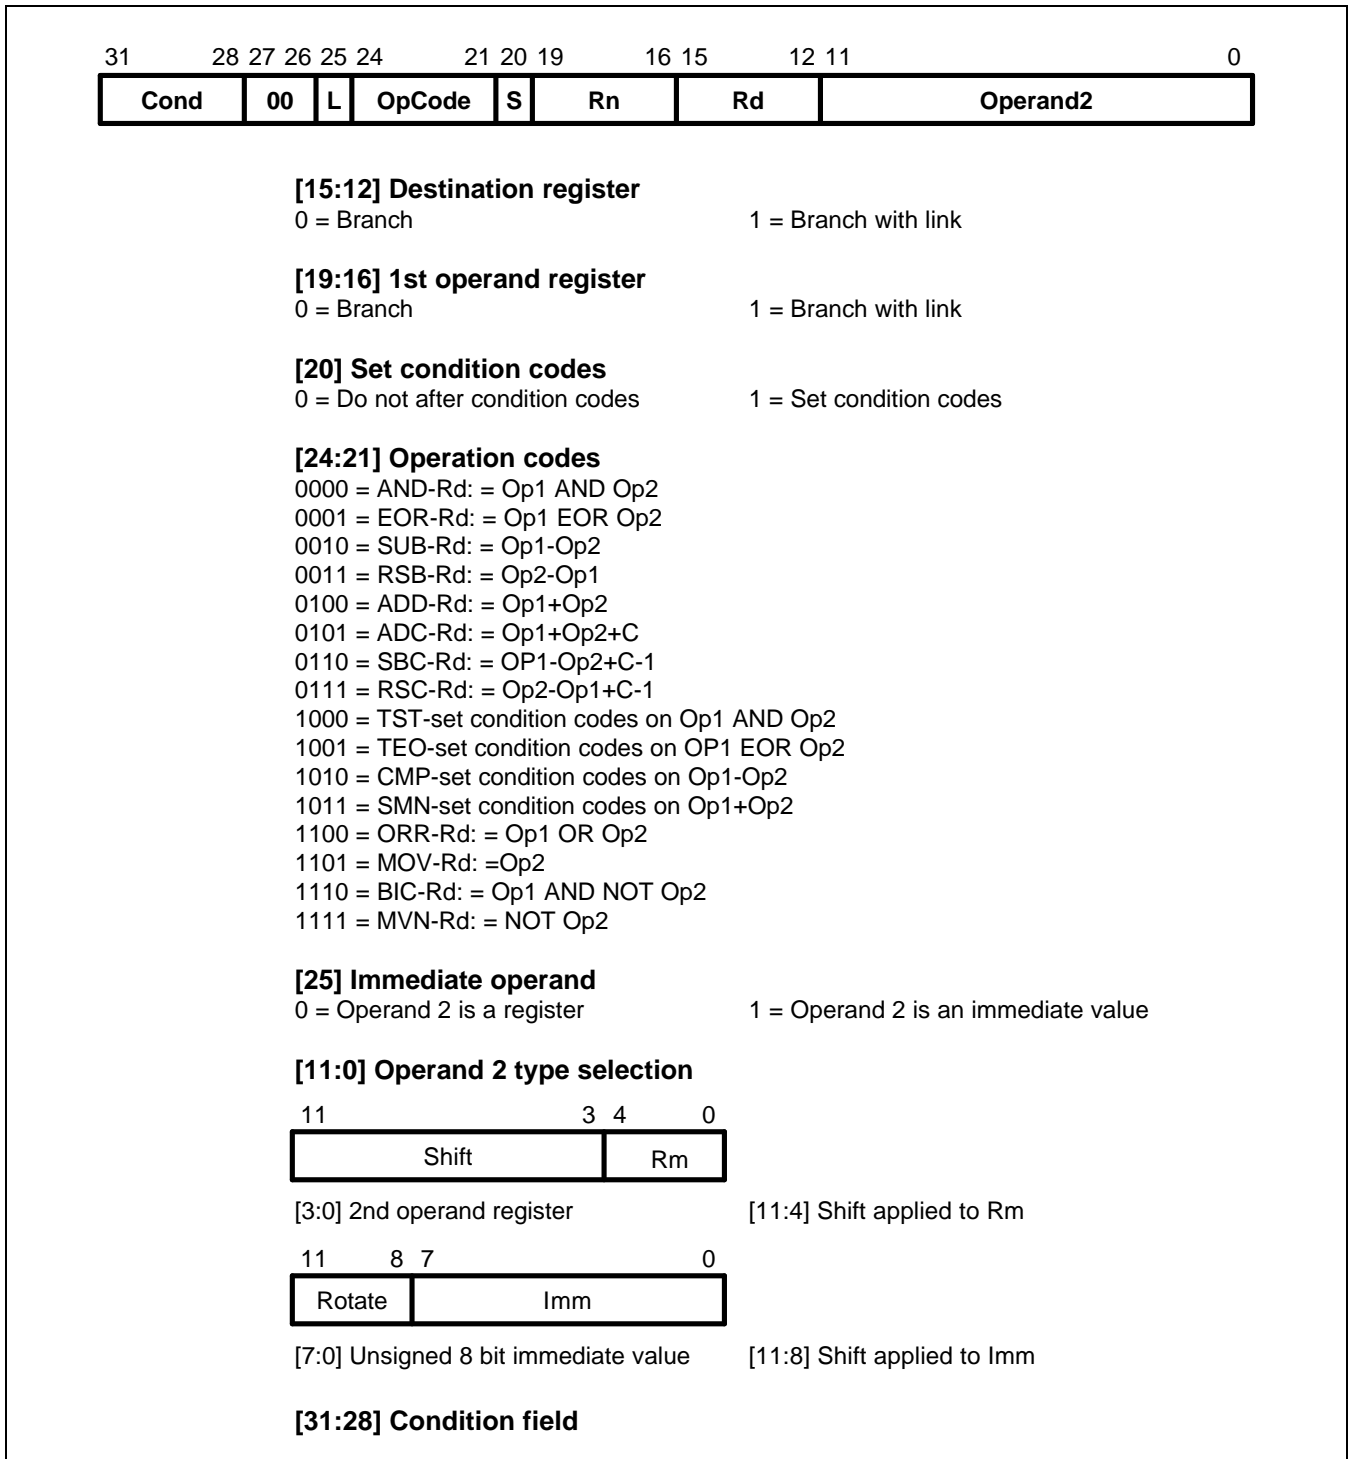 31 28 27 26 25 24 21 20 19 16 15 12 11 0
Cond 00 L OpCode S Rn Rd Operand2
[15:12] Destination register
0 = Branch 1 = Branch with link
[19:16] 1st operand register
0 = Branch 1 = Branch with link
[20] Set condition codes
0 = Do not after condition codes 1 = Set condition codes
[24:21] Operation codes
0000 = AND-Rd: = Op1 AND Op2
0001 = EOR-Rd: = Op1 EOR Op2
0010 = SUB-Rd: = Op1-Op2
0011 = RSB-Rd: = Op2-Op1
0100 = ADD-Rd: = Op1+Op2
0101 = ADC-Rd: = Op1+Op2+C
0110 = SBC-Rd: = OP1-Op2+C-1
0111 = RSC-Rd: = Op2-Op1+C-1
1000 = TST-set condition codes on Op1 AND Op2
1001 = TEO-set condition codes on OP1 EOR Op2
1010 = CMP-set condition codes on Op1-Op2
1011 = SMN-set condition codes on Op1+Op2
1100 = ORR-Rd: = Op1 OR Op2
1101 = MOV-Rd: =Op2
1110 = BIC-Rd: = Op1 AND NOT Op2
1111 = MVN-Rd: = NOT Op2
[25] Immediate operand
0 = Operand 2 is a register 1 = Operand 2 is an immediate value
[11:0] Operand 2 type selection
11 3 4 0
Shift Rm
[3:0] 2nd operand register [11:4] Shift applied to Rm
11 8 7 0
Rotate Imm
[7:0] Unsigned 8 bit immediate value [11:8] Shift applied to Imm
[31:28] Condition field